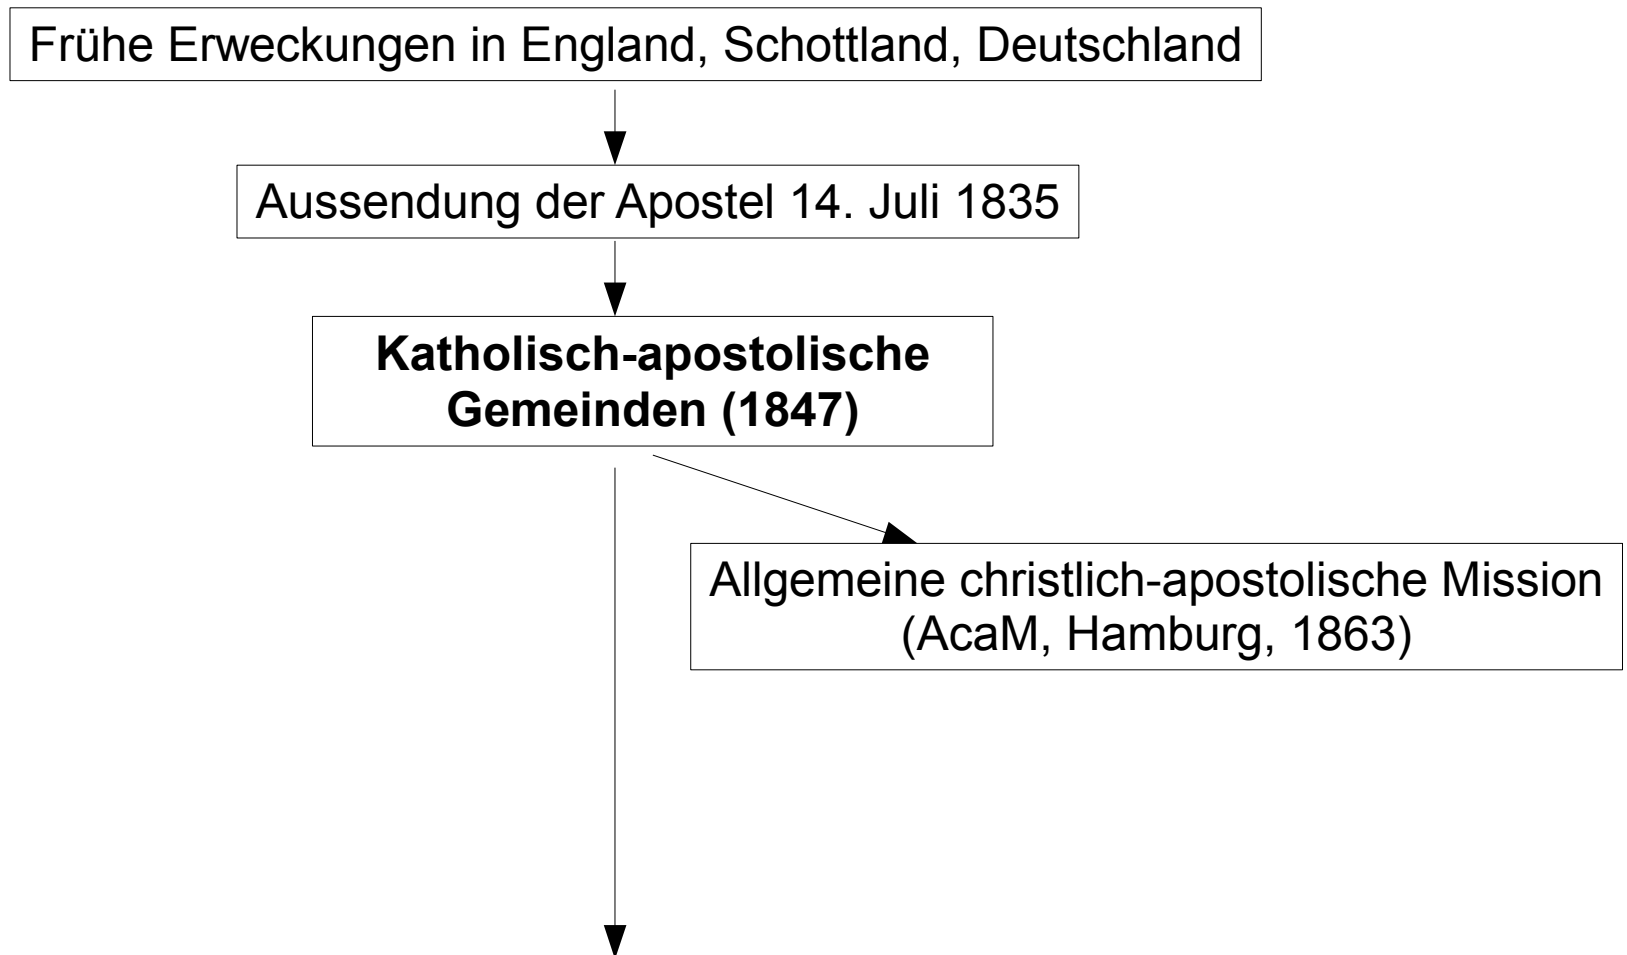 Frühe Erweckungen in England, Schottland, Deutschland
Aussendung der Apostel 14. Juli 1835
Katholisch-apostolische
Gemeinden (1847)
Allgemeine christlich-apostolische Mission
(AcaM, Hamburg, 1863)